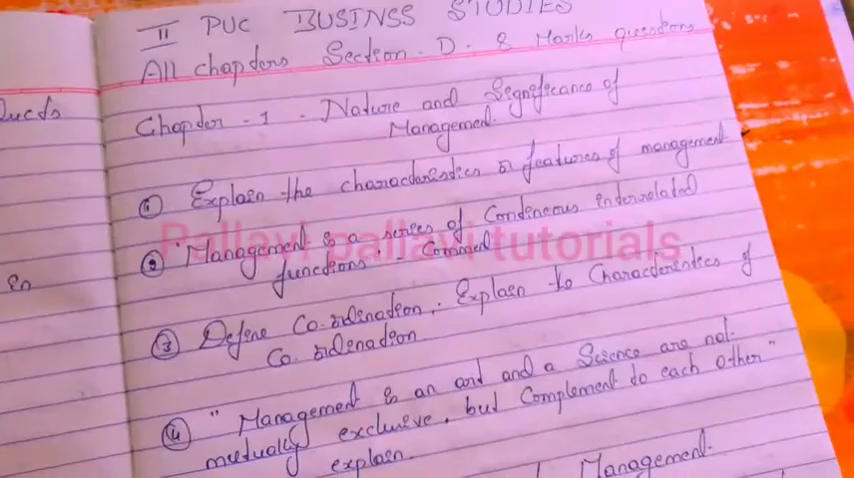 II PUC BUSINSS STUDIES
All chapters Section - D - 8 Marks questions
Chapter - 1 - Nature and Significance of
Management.
① Explain the characteristics or features of management
② "Management is a series of Continuous interrelated
functions - Comment
③ Define Co-ordination. Explain the Characteristics of
Co-ordination
④ "Management is an art and a Science are not
mutually exclusive, but Complement to each other"
explain.
Management.
ducts
en
Pallavi pallavi tutorials